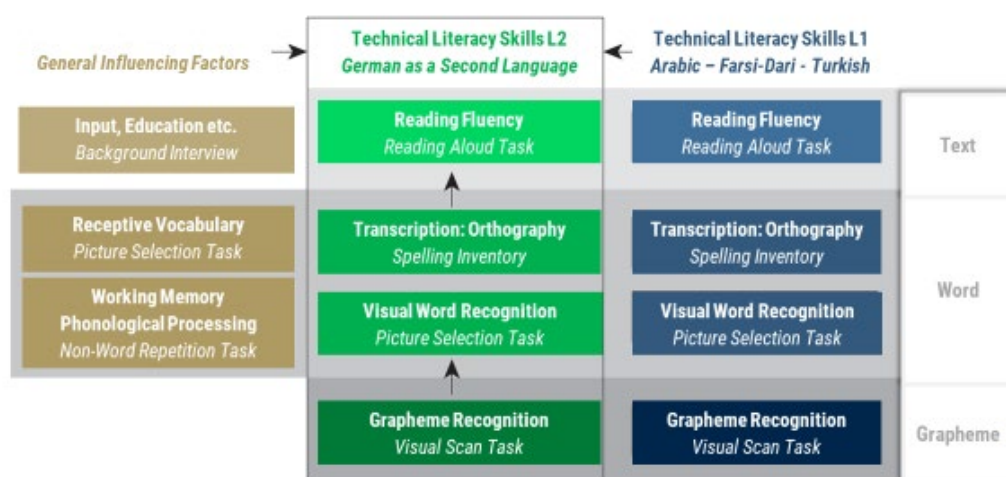 General Influencing Factors
Technical Literacy Skills L2
German as a Second Language
Technical Literacy Skills L1
Arabic – Farsi-Dari - Turkish
Input, Education etc.
Background Interview
Reading Fluency
Reading Aloud Task
Reading Fluency
Reading Aloud Task
Text
Receptive Vocabulary
Picture Selection Task
Transcription: Orthography
Spelling Inventory
Transcription: Orthography
Spelling Inventory
Word
Working Memory
Phonological Processing
Non-Word Repetition Task
Visual Word Recognition
Picture Selection Task
Visual Word Recognition
Picture Selection Task
Grapheme Recognition
Visual Scan Task
Grapheme Recognition
Visual Scan Task
Grapheme